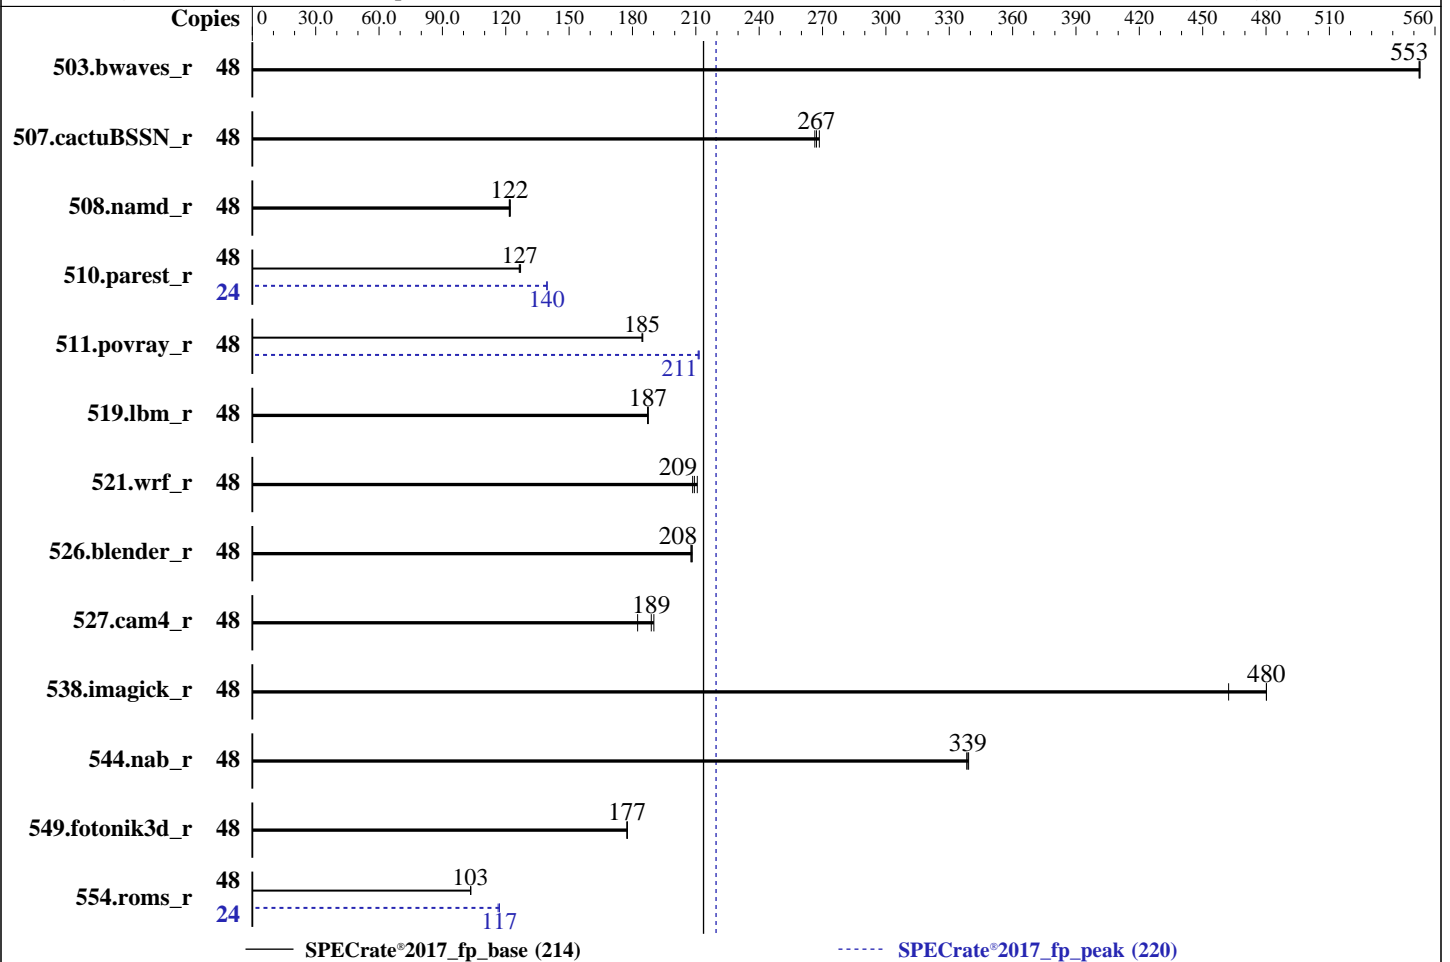 Copies 0 30.0 60.0 90.0 120 150 180 210 240 270 300 330 360 390 420 450 480 510 560
503.bwaves_r 48 553
507.cactuBSSN_r 48 267
508.namd_r 48 122
510.parest_r 48 127
24 140
511.povray_r 48 185
211
519.lbm_r 48 187
521.wrf_r 48 209
526.blender_r 48 208
527.cam4_r 48 189
538.imagick_r 48 480
544.nab_r 48 339
549.fotonik3d_r 48 177
554.roms_r 48 103
24 117
SPECrate®2017_fp_base (214) SPECrate®2017_fp_peak (220)